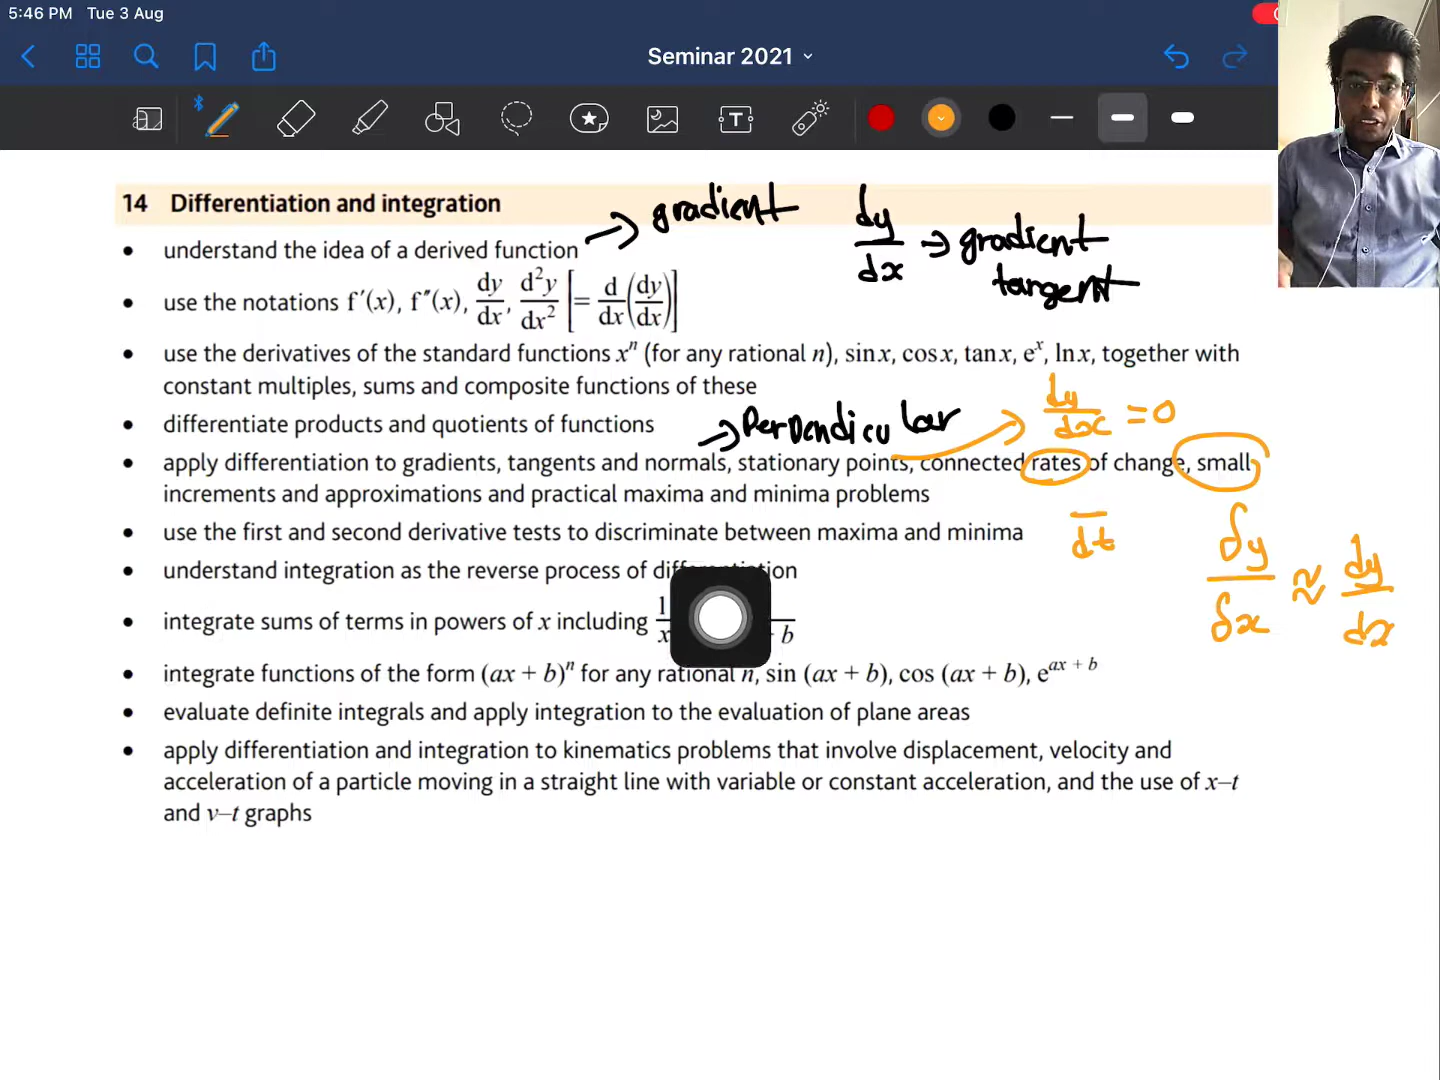 5:46 PM Tue 3 Aug
Seminar 2021
14 Differentiation and integration
→ gradient
dy/dx → gradient
tangent
• understand the idea of a derived function
• use the notations f′(x), f″(x), dy/dx, d²y/dx² [= d/dx(dy/dx)]
• use the derivatives of the standard functions xⁿ (for any rational n), sin x, cos x, tan x, eˣ, ln x, together with
constant multiples, sums and composite functions of these
dy/dx = 0
• differentiate products and quotients of functions
→ Perpendicular
• apply differentiation to gradients, tangents and normals, stationary points, connected rates of change, small
increments and approximations and practical maxima and minima problems
• use the first and second derivative tests to discriminate between maxima and minima
dt
δy/δx ≈ dy/dx
• understand integration as the reverse process of
• integrate sums of terms in powers of x including
• integrate functions of the form (ax + b)ⁿ for any rational n, sin (ax + b), cos (ax + b), eᵃˣ ⁺ ᵇ
• evaluate definite integrals and apply integration to the evaluation of plane areas
• apply differentiation and integration to kinematics problems that involve displacement, velocity and
acceleration of a particle moving in a straight line with variable or constant acceleration, and the use of x–t
and v–t graphs